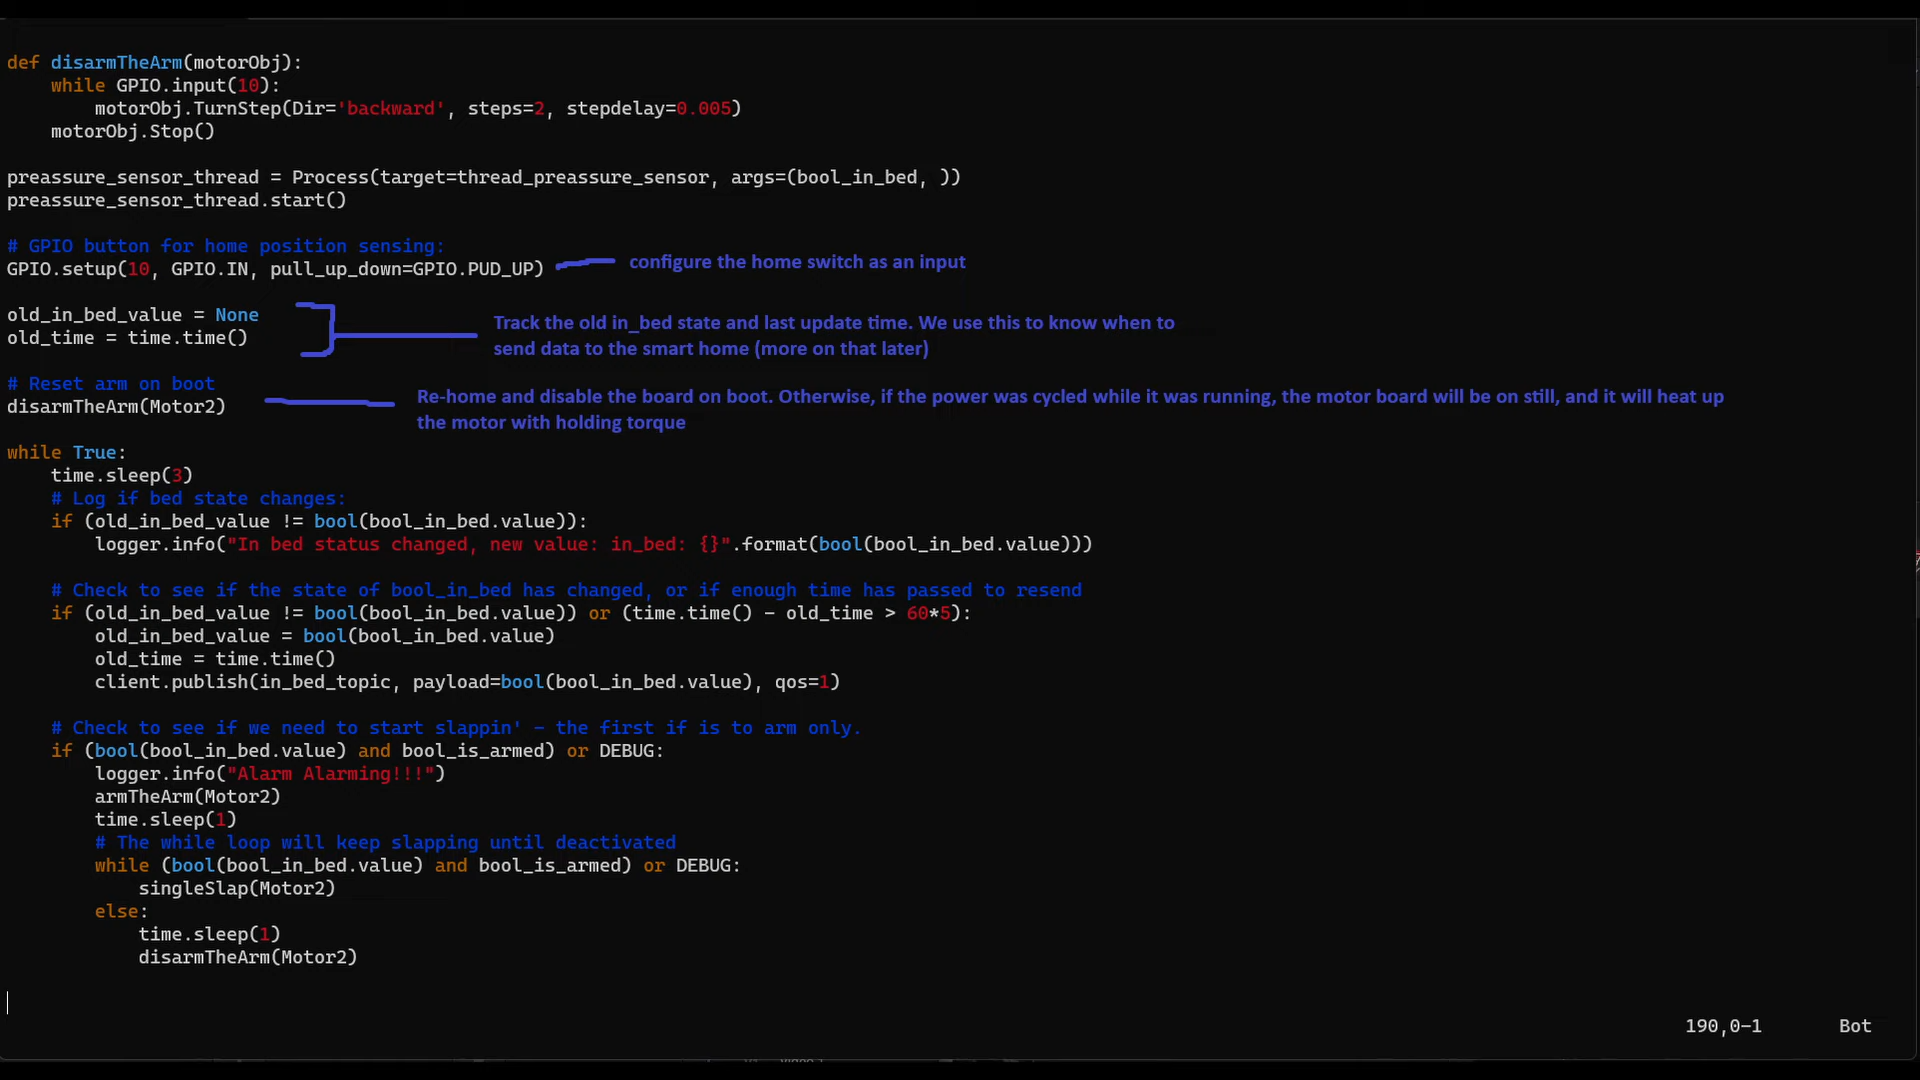 def disarmTheArm(motorObj):
    while GPIO.input(10):
        motorObj.TurnStep(Dir='backward', steps=2, stepdelay=0.005)
    motorObj.Stop()
preassure_sensor_thread = Process(target=thread_preassure_sensor, args=(bool_in_bed, ))
preassure_sensor_thread.start()
# GPIO button for home position sensing:
GPIO.setup(10, GPIO.IN, pull_up_down=GPIO.PUD_UP)
configure the home switch as an input
old_in_bed_value = None
old_time = time.time()
Track the old in_bed state and last update time. We use this to know when to
send data to the smart home (more on that later)
# Reset arm on boot
disarmTheArm(Motor2)
Re-home and disable the board on boot. Otherwise, if the power was cycled while it was running, the motor board will be on still, and it will heat up
the motor with holding torque
while True:
    time.sleep(3)
    # Log if bed state changes:
    if (old_in_bed_value != bool(bool_in_bed.value)):
        logger.info("In bed status changed, new value: in_bed: {}".format(bool(bool_in_bed.value)))
    # Check to see if the state of bool_in_bed has changed, or if enough time has passed to resend
    if (old_in_bed_value != bool(bool_in_bed.value)) or (time.time() - old_time > 60*5):
        old_in_bed_value = bool(bool_in_bed.value)
        old_time = time.time()
        client.publish(in_bed_topic, payload=bool(bool_in_bed.value), qos=1)
    # Check to see if we need to start slappin' - the first if is to arm only.
    if (bool(bool_in_bed.value) and bool_is_armed) or DEBUG:
        logger.info("Alarm Alarming!!!")
        armTheArm(Motor2)
        time.sleep(1)
        # The while loop will keep slapping until deactivated
        while (bool(bool_in_bed.value) and bool_is_armed) or DEBUG:
            singleSlap(Motor2)
        else:
            time.sleep(1)
            disarmTheArm(Motor2)
190,0-1 Bot